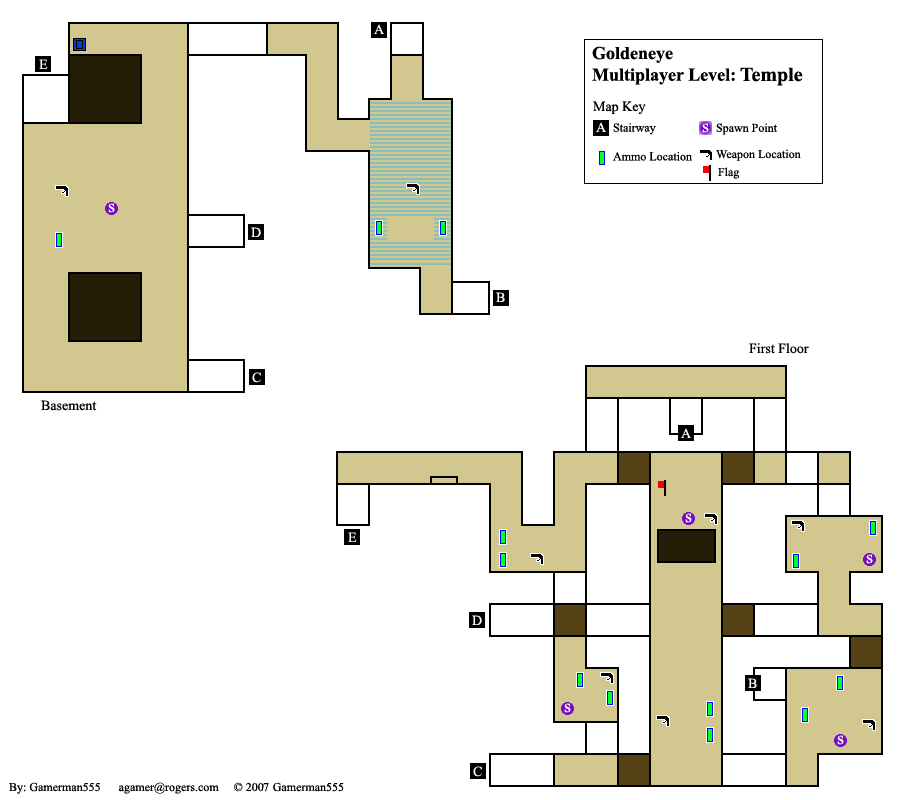 Goldeneye
Multiplayer Level: Temple
Map Key
A Stairway
S Spawn Point
Ammo Location
Weapon Location
Flag
A
E
S
D
B
C
Basement
First Floor
A
S
E
S
D
B
S
S
C
By: Gamerman555 agamer@rogers.com © 2007 Gamerman555